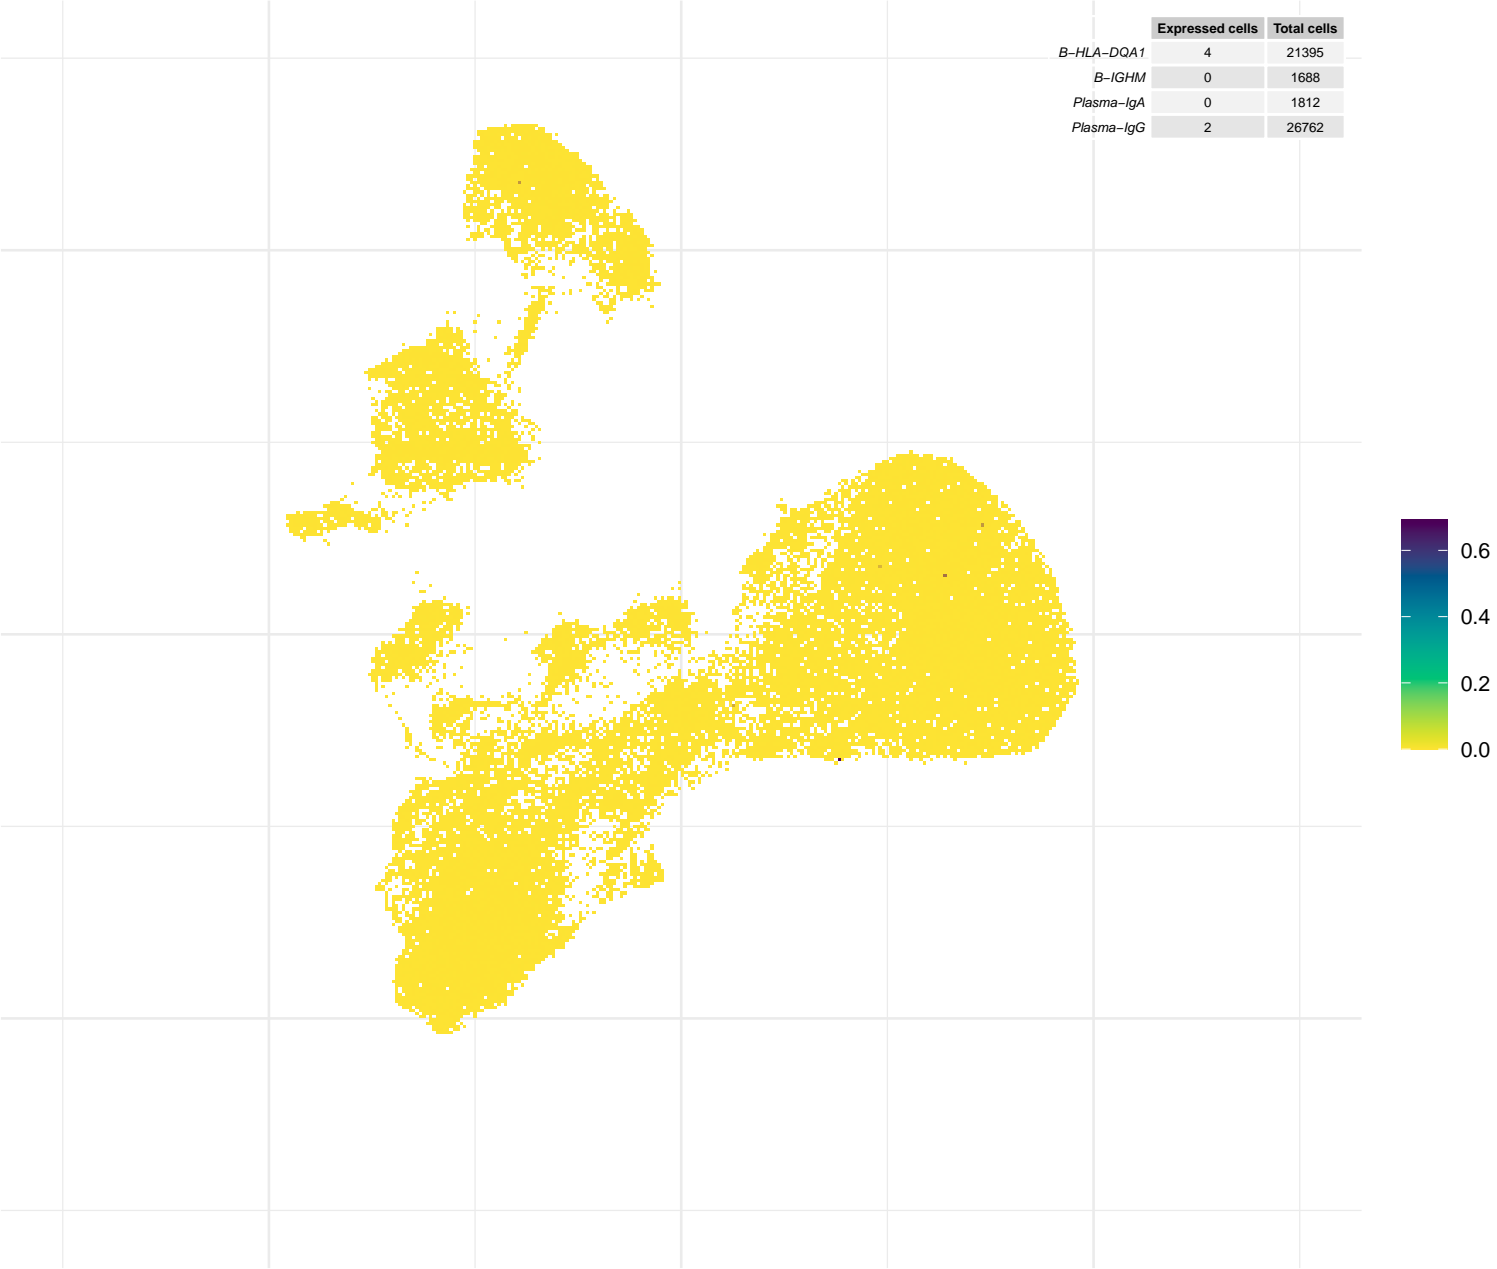 Expressed cells Total cells
B−HLA−DQA1 4 21395
B−IGHM 0 1688
Plasma−IgA 0 1812
Plasma−IgG 2 26762
0.6
0.4
0.2
0.0